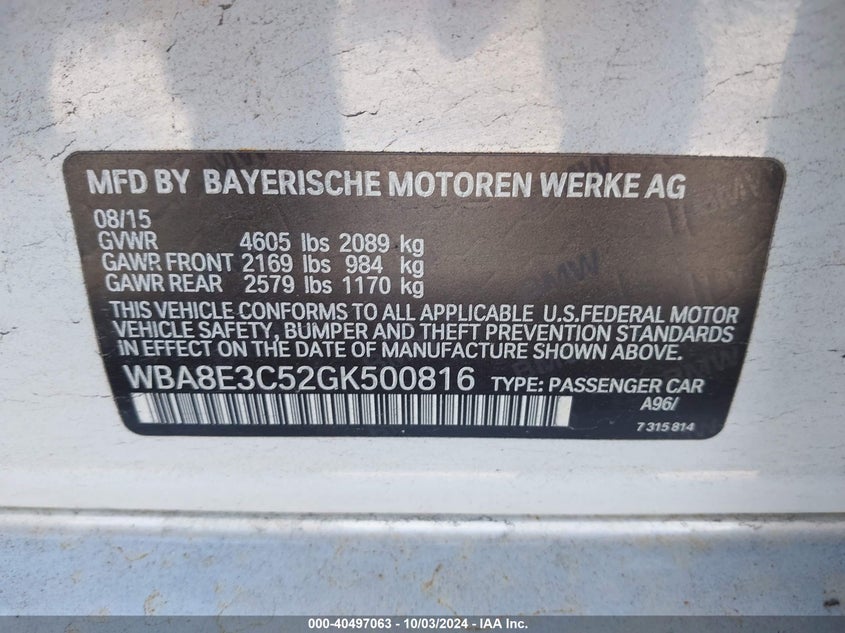 MFD BY BAYERISCHE MOTOREN WERKE AG
08/15
GVWR 4605 lbs 2089 kg
GAWR FRONT 2169 lbs 984 kg
GAWR REAR 2579 lbs 1170 kg
THIS VEHICLE CONFORMS TO ALL APPLICABLE U.S.FEDERAL MOTOR
VEHICLE SAFETY, BUMPER AND THEFT PREVENTION STANDARDS
IN EFFECT ON THE DATE OF MANUFACTURE SHOWN ABOVE.
WBA8E3C52GK500816 TYPE: PASSENGER CAR
A96/
7 315 814
BMW
BMW
BMW
000-40497063 - 10/03/2024 - IAA Inc.